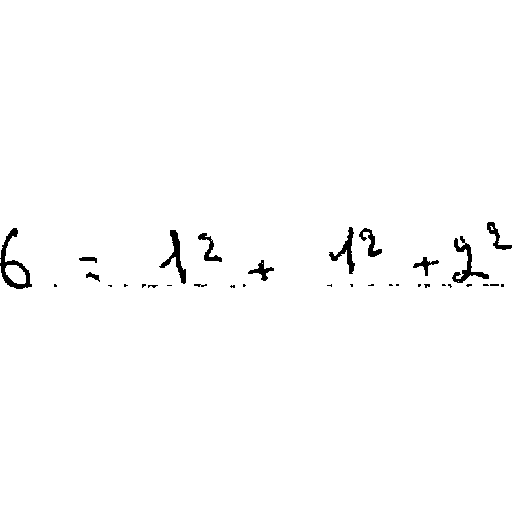 6 = 1² + 1² + 2²